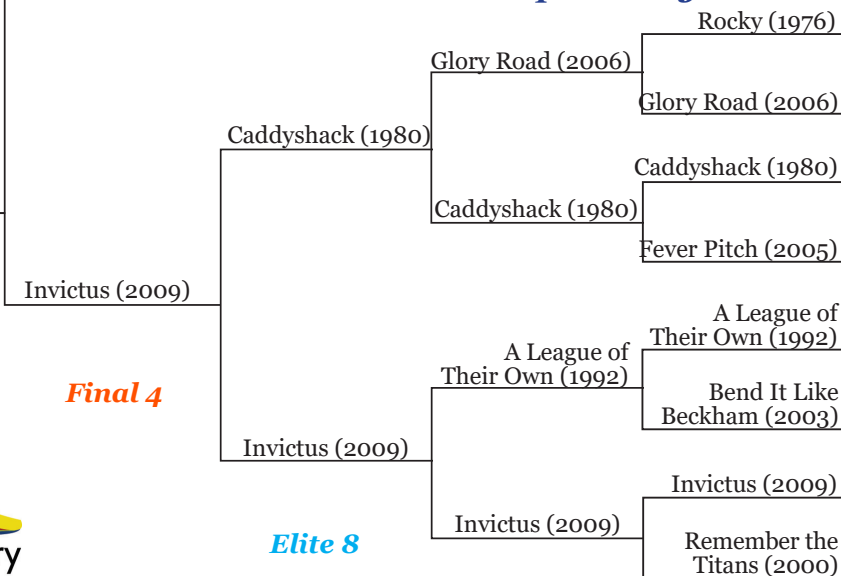 Rocky (1976)
Glory Road (2006)
Glory Road (2006)
Caddyshack (1980)
Caddyshack (1980)
Caddyshack (1980)
Fever Pitch (2005)
Invictus (2009)
A League of
Their Own (1992)
A League of
Their Own (1992)
Final 4
Bend It Like
Beckham (2003)
Invictus (2009)
Invictus (2009)
Invictus (2009)
Elite 8
Remember the
Titans (2000)